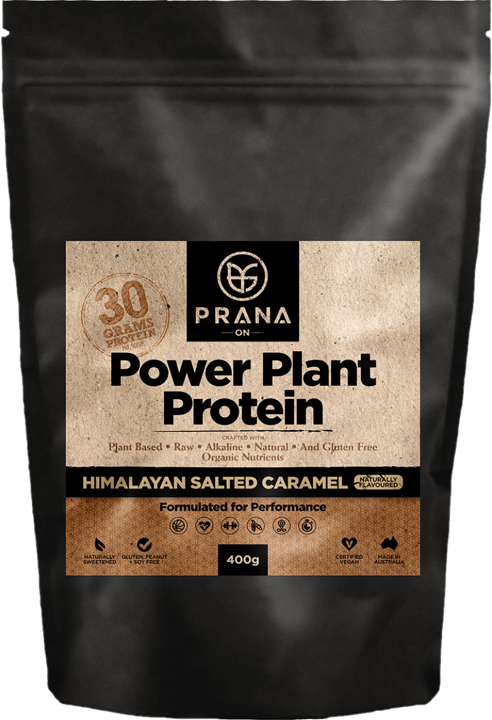 PRANA
ON
30
GRAMS
PROTEIN
Power Plant
Protein
CRAFTED WITH
Plant Based • Raw • Alkaline • Natural • And Gluten Free
Organic Nutrients
HIMALAYAN SALTED CARAMEL
NATURALLY
FLAVOURED
Formulated for Performance
NATURALLY
SWEETENED
GLUTEN, PEANUT
+ SOY FREE
400g
CERTIFIED
VEGAN
MADE IN
AUSTRALIA